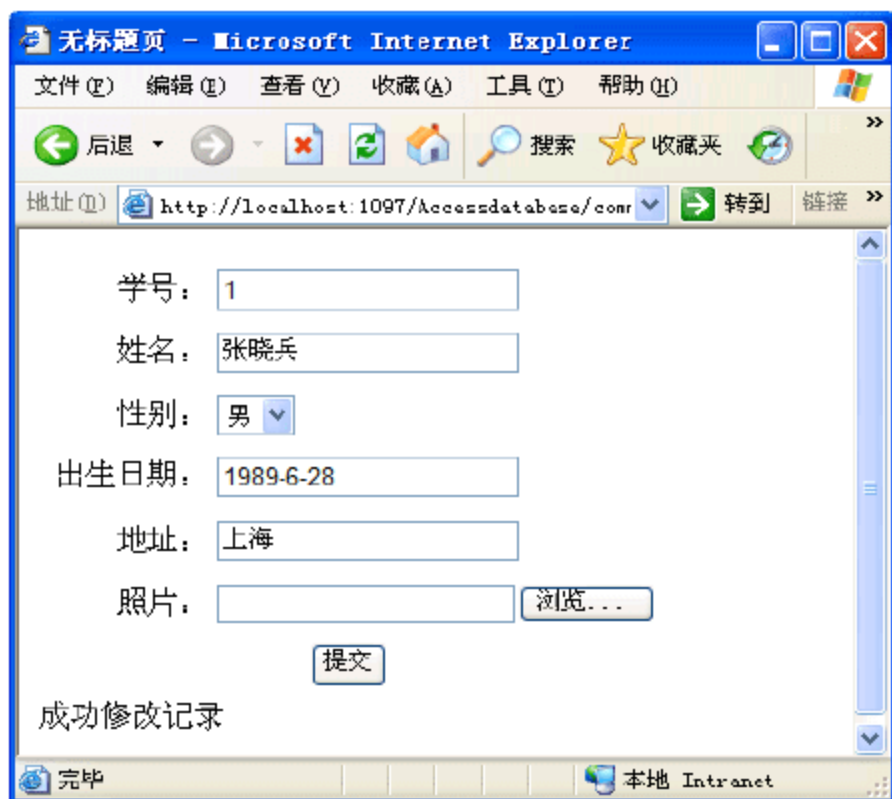 无标题页 - Microsoft Internet Explorer
文件(F) 编辑(E) 查看(V) 收藏(A) 工具(T) 帮助(H)
后退 搜索 收藏夹 »
地址(D) http://localhost:1097/Accessdatabase/com 转到 链接 »
学号： 1
姓名： 张晓兵
性别： 男
出生日期： 1989-6-28
地址： 上海
照片： 浏览...
提交
成功修改记录
完毕 本地 Intranet